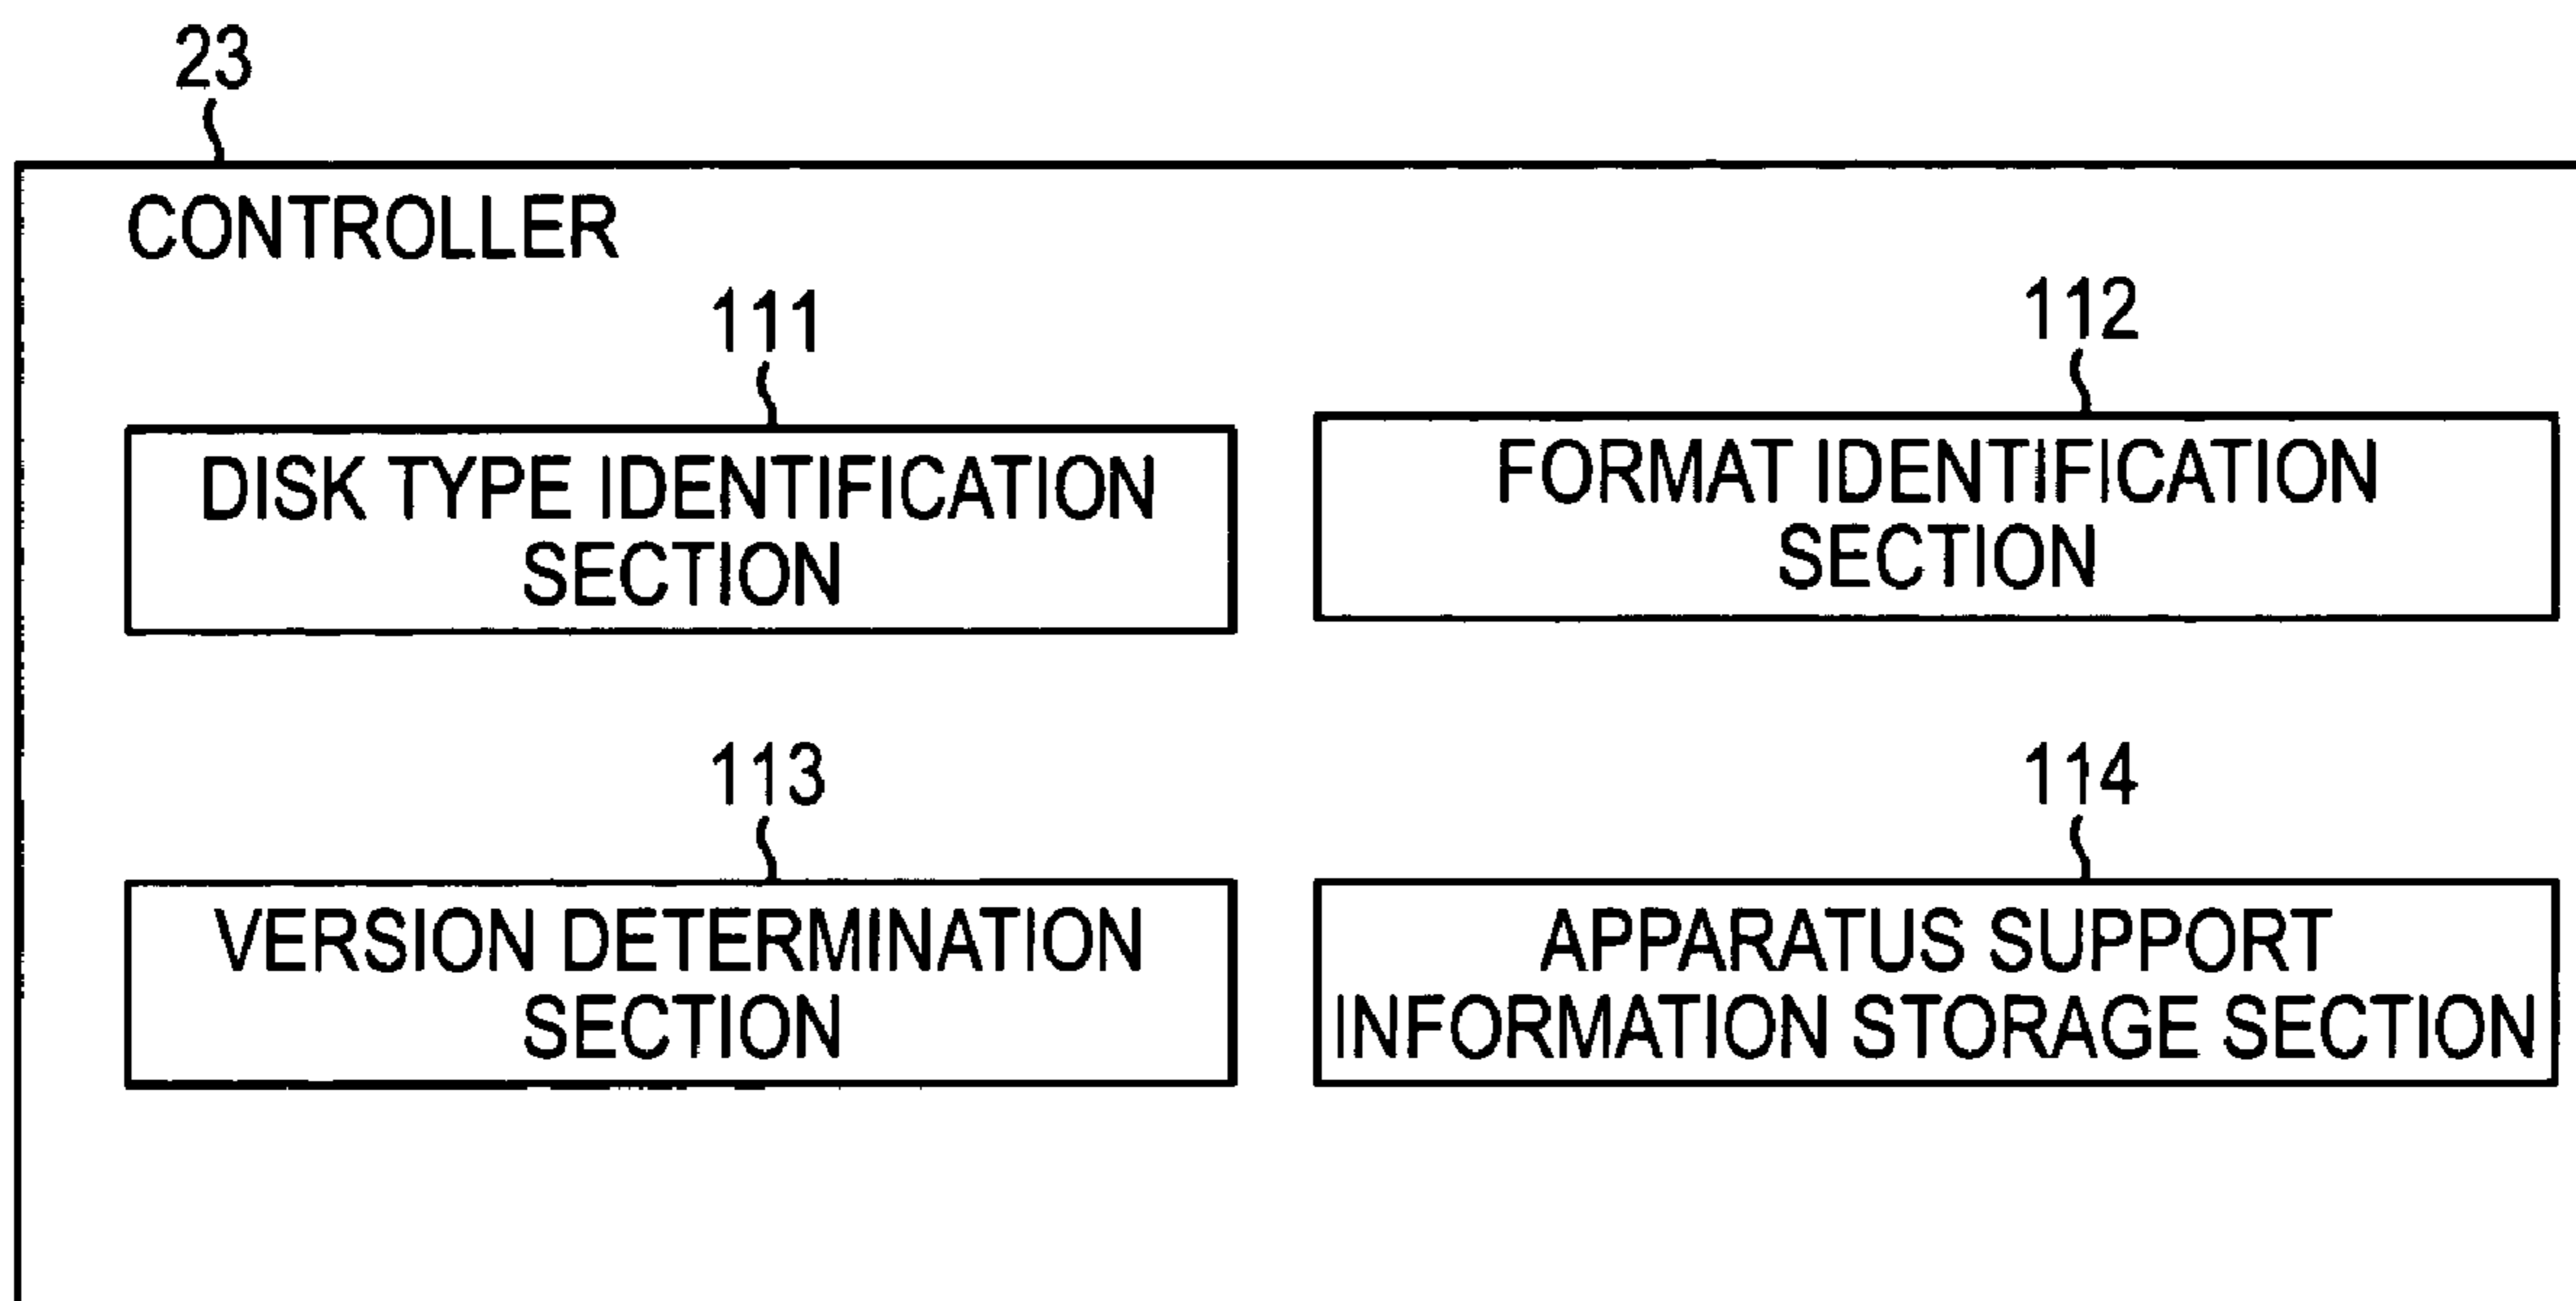 23
CONTROLLER
111
DISK TYPE IDENTIFICATION
SECTION
112
FORMAT IDENTIFICATION
SECTION
113
VERSION DETERMINATION
SECTION
114
APPARATUS SUPPORT
INFORMATION STORAGE SECTION